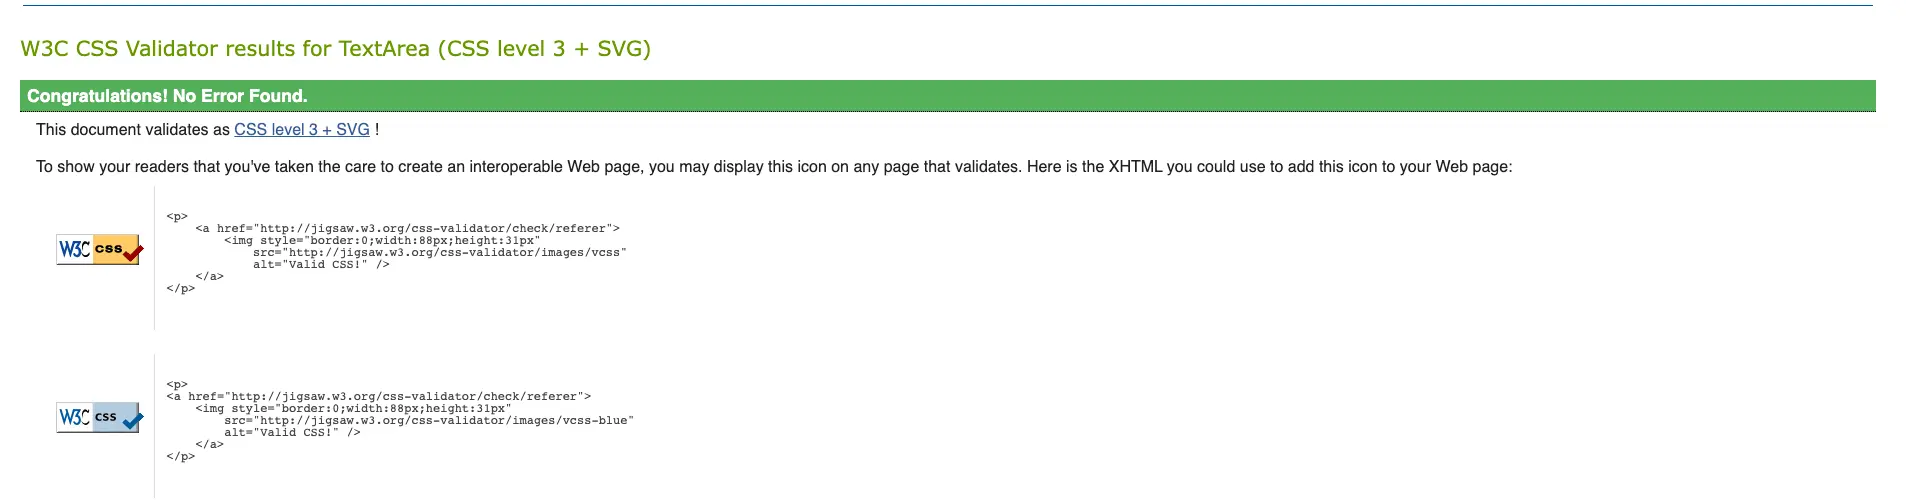 W3C CSS Validator results for TextArea (CSS level 3 + SVG)
Congratulations! No Error Found.
This document validates as CSS level 3 + SVG !
To show your readers that you've taken the care to create an interoperable Web page, you may display this icon on any page that validates. Here is the XHTML you could use to add this icon to your Web page:
W3C css
<p>
    <a href="http://jigsaw.w3.org/css-validator/check/referer">
        <img style="border:0;width:88px;height:31px"
            src="http://jigsaw.w3.org/css-validator/images/vcss"
            alt="Valid CSS!" />
    </a>
</p>
W3C css
<p>
<a href="http://jigsaw.w3.org/css-validator/check/referer">
    <img style="border:0;width:88px;height:31px"
        src="http://jigsaw.w3.org/css-validator/images/vcss-blue"
        alt="Valid CSS!" />
    </a>
</p>